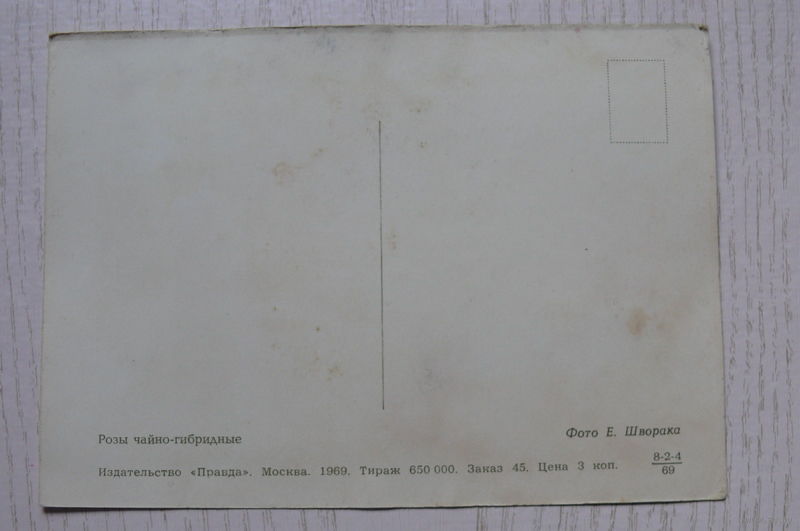 Розы чайно-гибридные
Фото Е. Шворака
Издательство «Правда». Москва. 1969. Тираж 650 000. Заказ 45. Цена 3 коп.
8-2-4
69